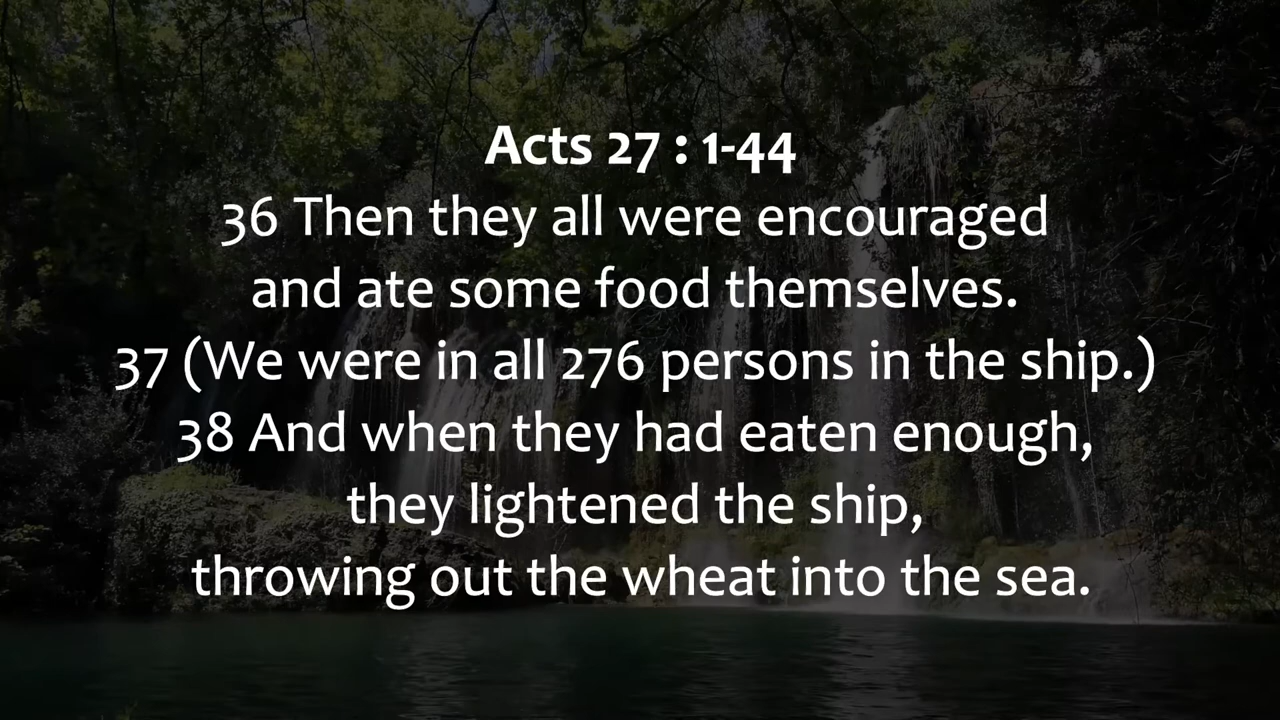 Acts 27 : 1-44
36 Then they all were encouraged
and ate some food themselves.
37 (We were in all 276 persons in the ship.)
38 And when they had eaten enough,
they lightened the ship,
throwing out the wheat into the sea.